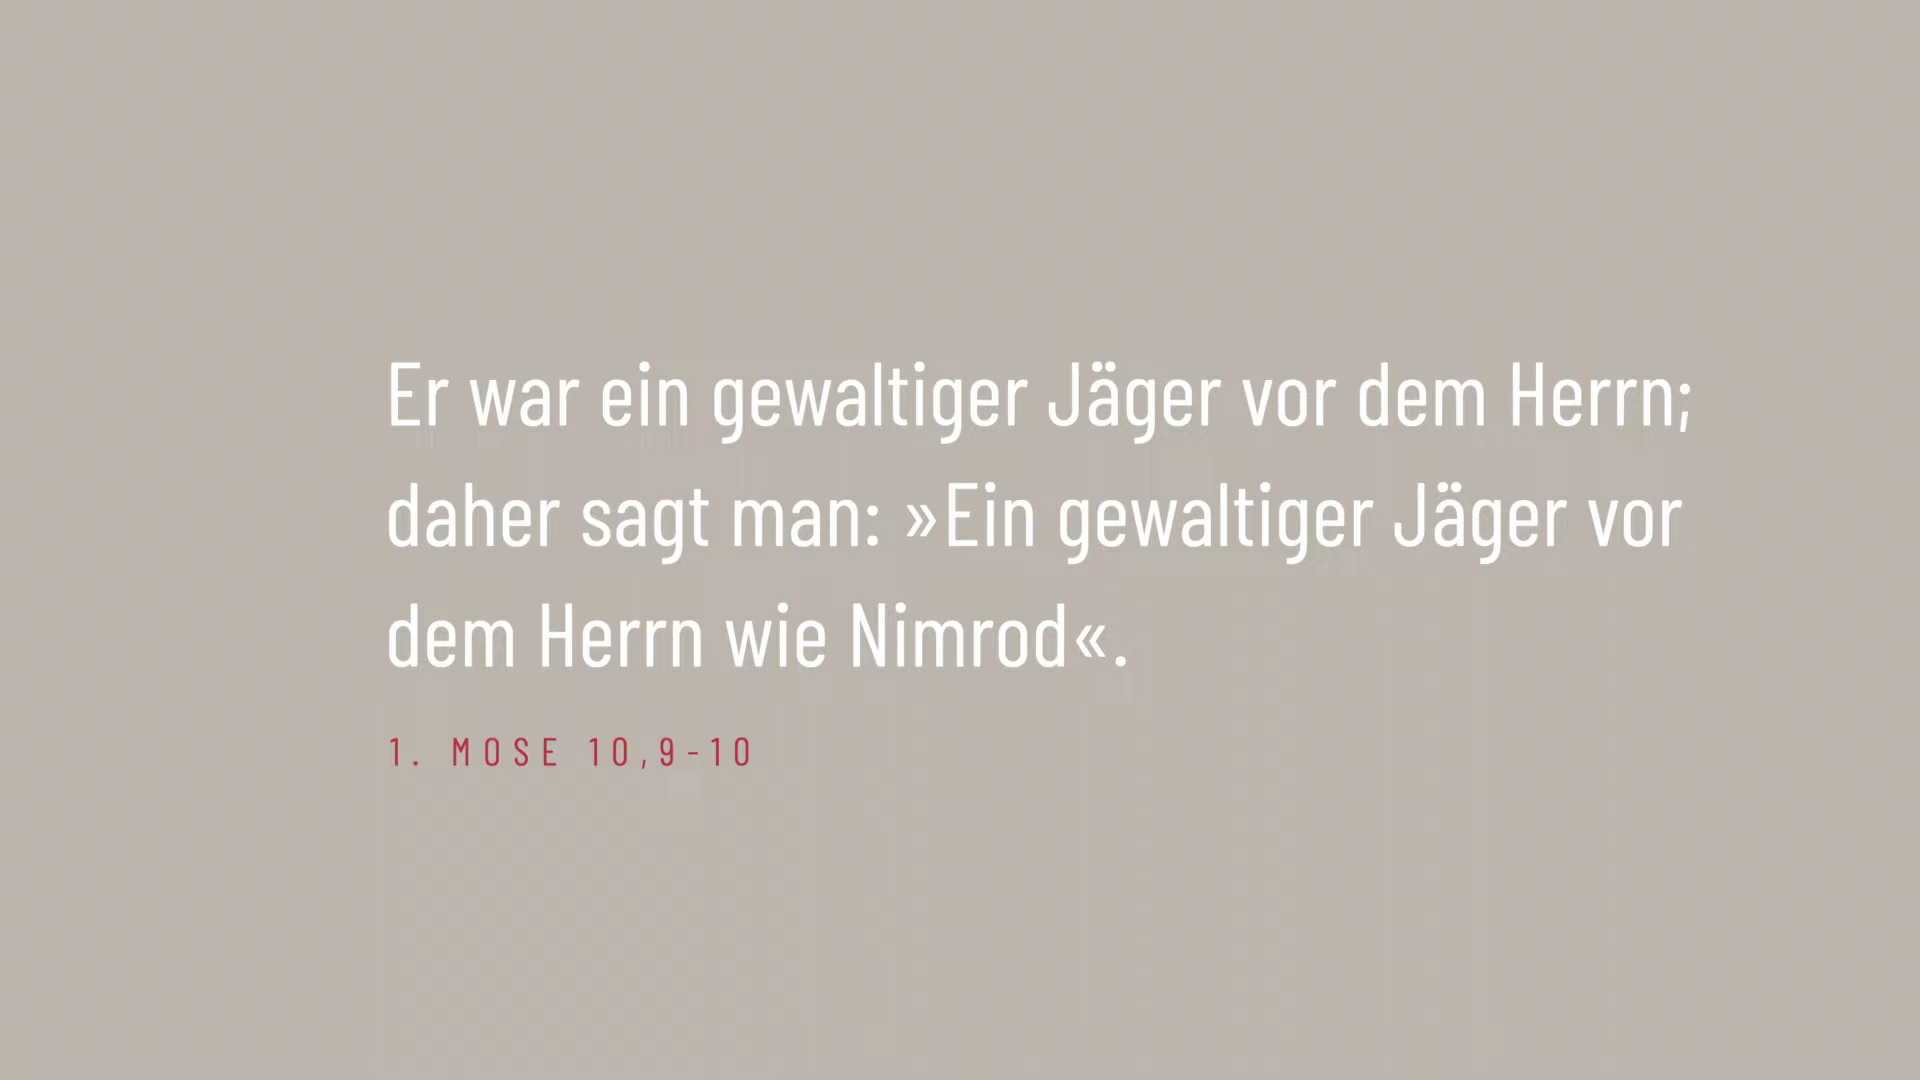 Er war ein gewaltiger Jäger vor dem Herrn;
daher sagt man: »Ein gewaltiger Jäger vor
dem Herrn wie Nimrod«.
1. MOSE 10,9-10